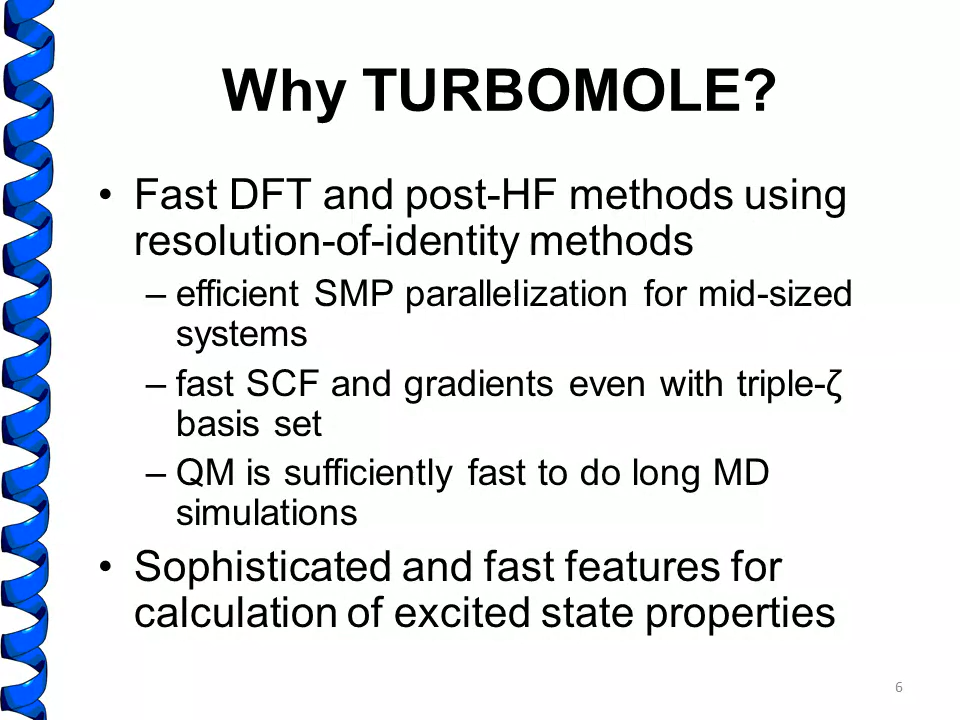 Why TURBOMOLE?
• Fast DFT and post-HF methods using
resolution-of-identity methods
– efficient SMP parallelization for mid-sized
systems
– fast SCF and gradients even with triple-ζ
basis set
– QM is sufficiently fast to do long MD
simulations
• Sophisticated and fast features for
calculation of excited state properties
6